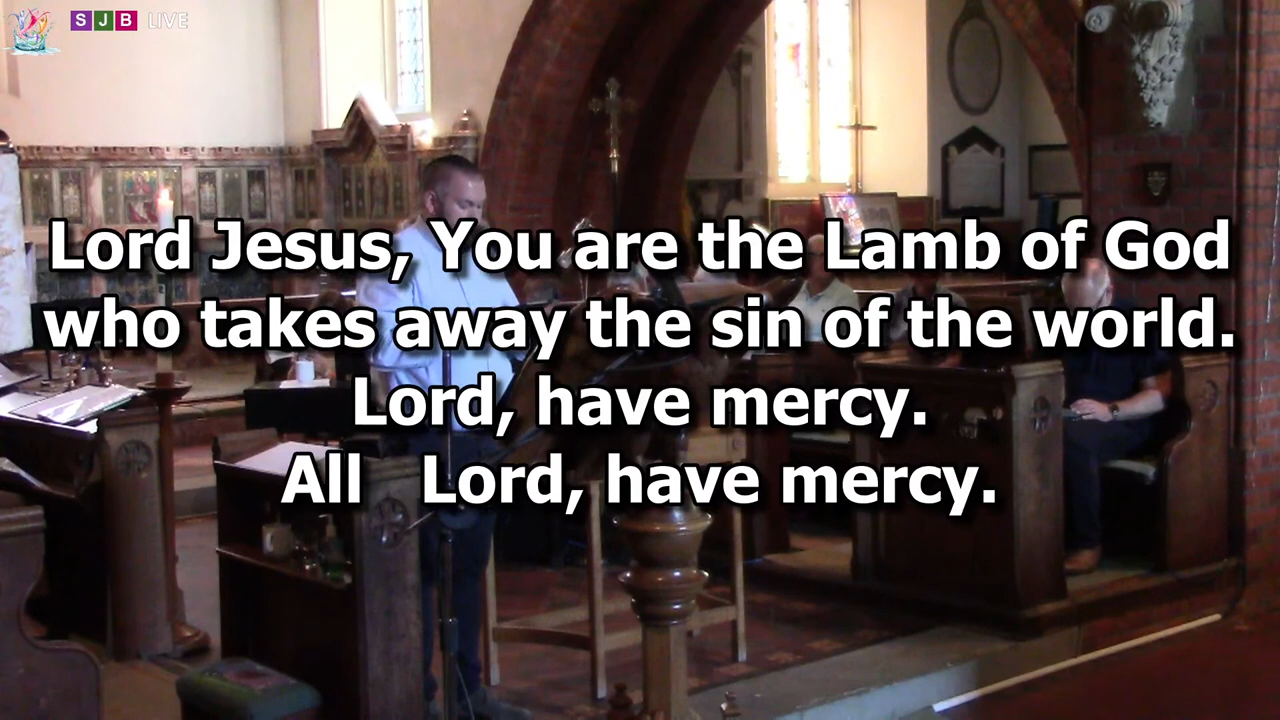 SJB LIVE
Lord Jesus, You are the Lamb of God
who takes away the sin of the world.
Lord, have mercy.
All Lord, have mercy.